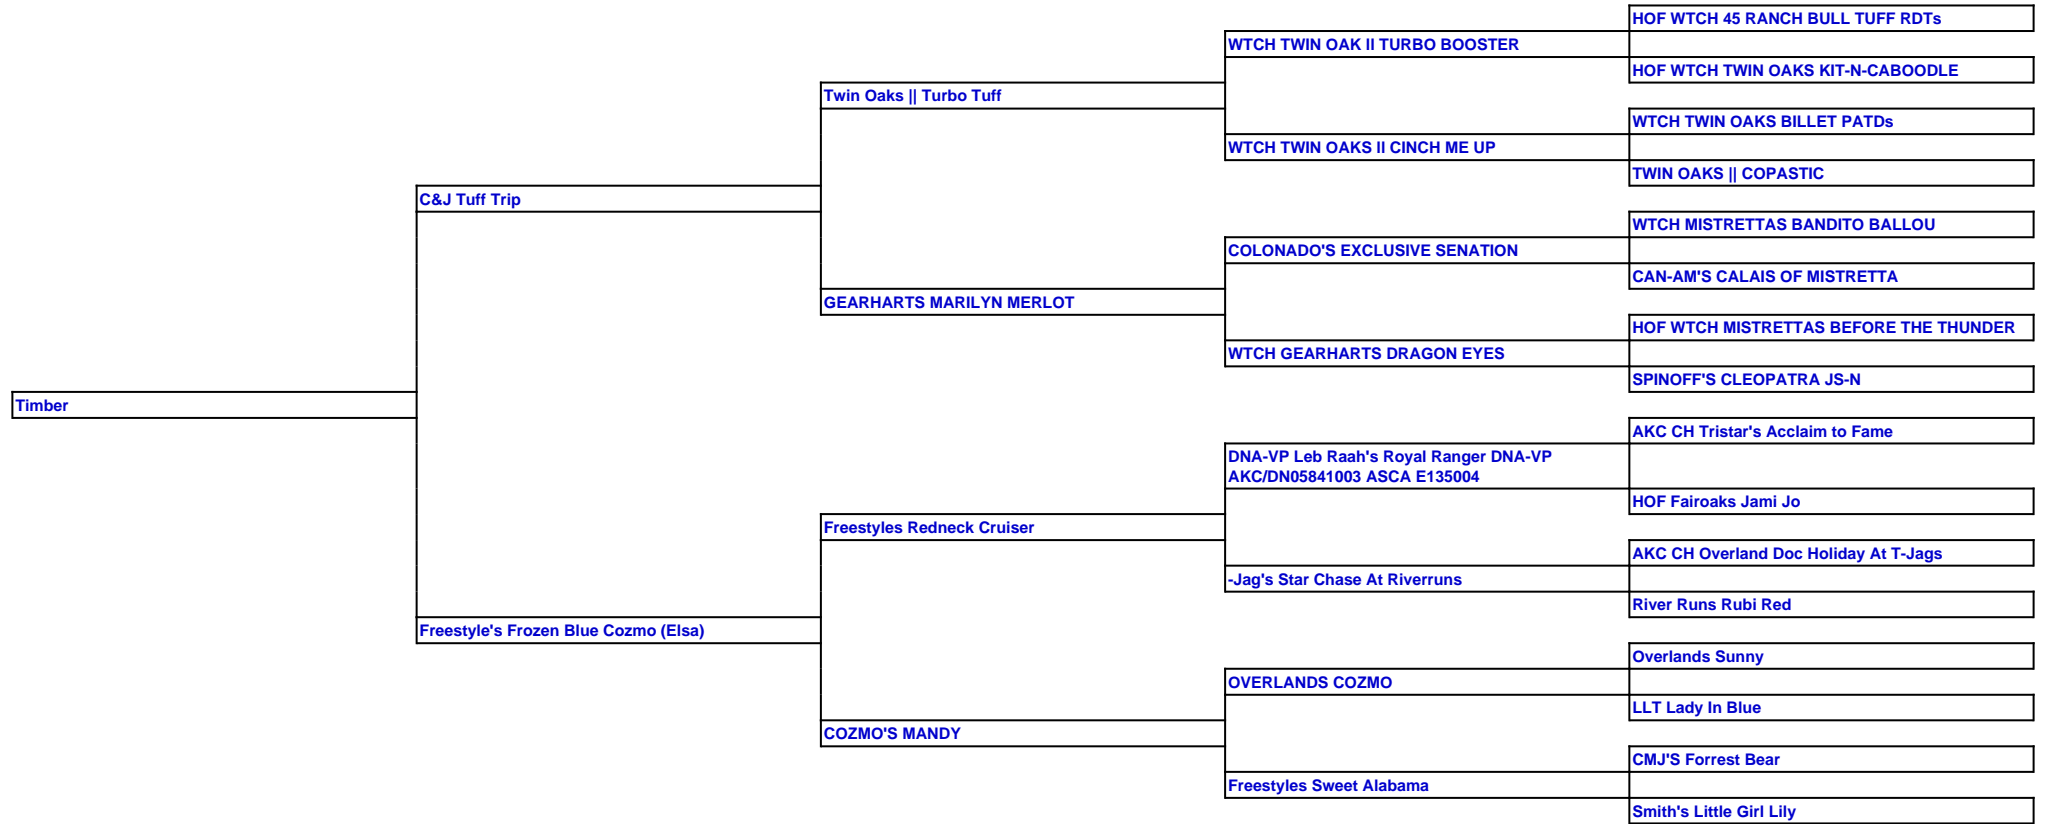 HOF WTCH 45 RANCH BULL TUFF RDTs
WTCH TWIN OAK II TURBO BOOSTER
HOF WTCH TWIN OAKS KIT-N-CABOODLE
Twin Oaks || Turbo Tuff
WTCH TWIN OAKS BILLET PATDs
WTCH TWIN OAKS II CINCH ME UP
TWIN OAKS || COPASTIC
C&J Tuff Trip
WTCH MISTRETTAS BANDITO BALLOU
COLONADO'S EXCLUSIVE SENATION
CAN-AM'S CALAIS OF MISTRETTA
GEARHARTS MARILYN MERLOT
HOF WTCH MISTRETTAS BEFORE THE THUNDER
WTCH GEARHARTS DRAGON EYES
SPINOFF'S CLEOPATRA JS-N
Timber
AKC CH Tristar's Acclaim to Fame
DNA-VP Leb Raah's Royal Ranger DNA-VP
AKC/DN05841003 ASCA E135004
HOF Fairoaks Jami Jo
Freestyles Redneck Cruiser
AKC CH Overland Doc Holiday At T-Jags
-Jag's Star Chase At Riverruns
River Runs Rubi Red
Freestyle's Frozen Blue Cozmo (Elsa)
Overlands Sunny
OVERLANDS COZMO
LLT Lady In Blue
COZMO'S MANDY
CMJ'S Forrest Bear
Freestyles Sweet Alabama
Smith's Little Girl Lily